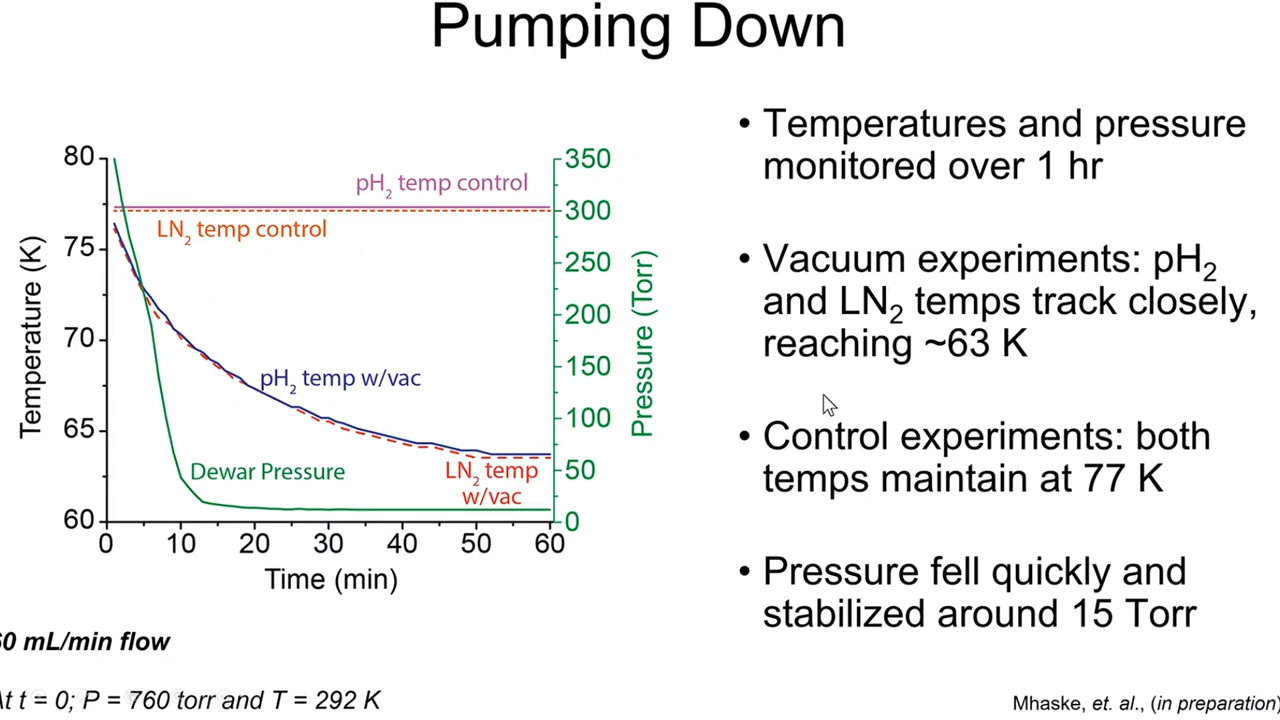 Pumping Down
80
75
70
65
60
Temperature (K)
0 10 20 30 40 50 60
Time (min)
350
300
250
200
150
100
50
0
Pressure (Torr)
pH₂ temp control
LN₂ temp control
pH₂ temp w/vac
Dewar Pressure
LN₂ temp
w/vac
• Temperatures and pressure
monitored over 1 hr
• Vacuum experiments: pH₂
and LN₂ temps track closely,
reaching ~63 K
• Control experiments: both
temps maintain at 77 K
• Pressure fell quickly and
stabilized around 15 Torr
60 mL/min flow
At t = 0; P = 760 torr and T = 292 K
Mhaske, et. al., (in preparation)